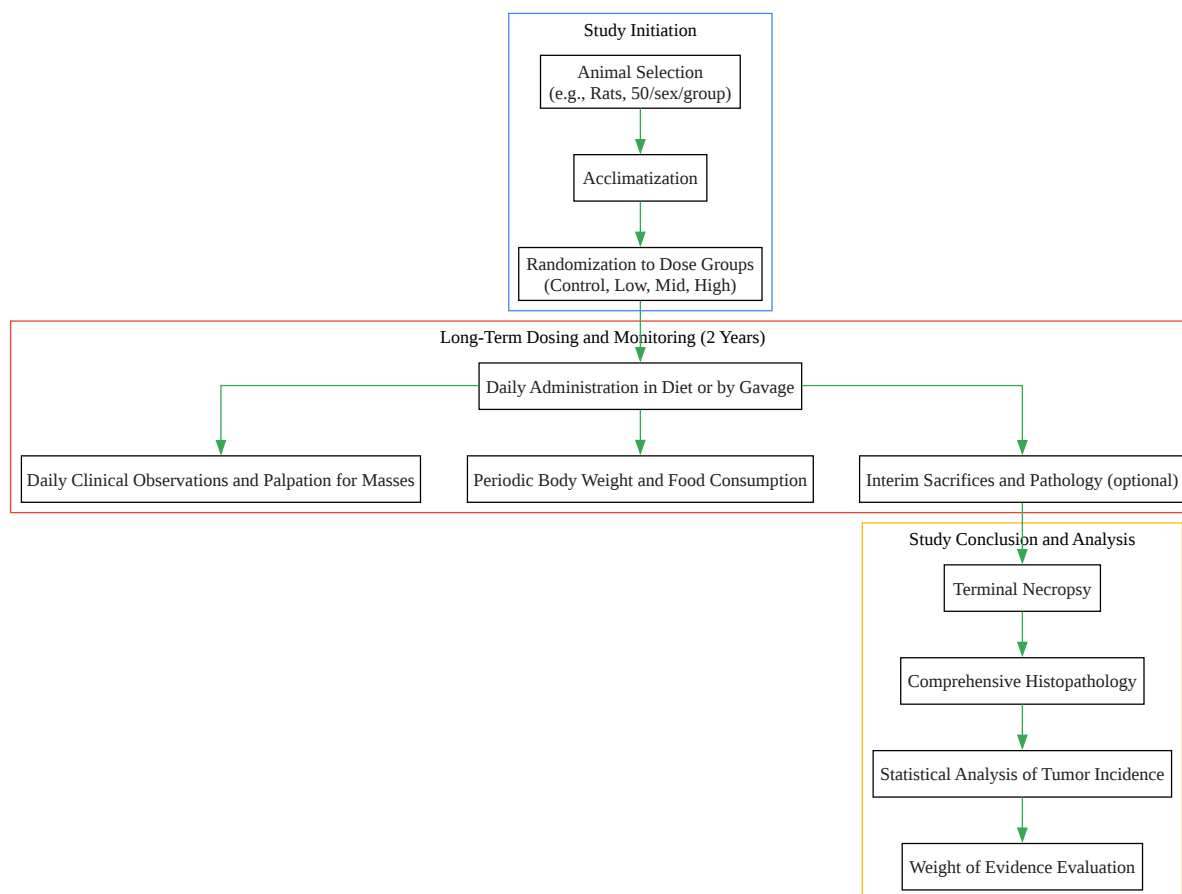 Study Initiation
Animal Selection
(e.g., Rats, 50/sex/group)
Acclimatization
Randomization to Dose Groups
(Control, Low, Mid, High)
Long-Term Dosing and Monitoring (2 Years)
Daily Administration in Diet or by Gavage
Daily Clinical Observations and Palpation for Masses
Periodic Body Weight and Food Consumption
Interim Sacrifices and Pathology (optional)
Study Conclusion and Analysis
Terminal Necropsy
Comprehensive Histopathology
Statistical Analysis of Tumor Incidence
Weight of Evidence Evaluation